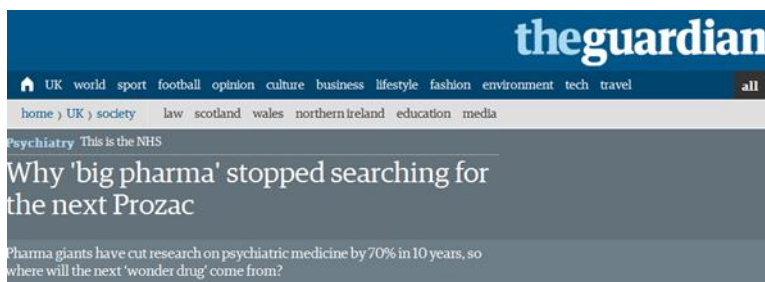 theguardian
UK world sport football opinion culture business lifestyle fashion environment tech travel all
home › UK › society law scotland wales northern ireland education media
Psychiatry This is the NHS
Why 'big pharma' stopped searching for
the next Prozac
Pharma giants have cut research on psychiatric medicine by 70% in 10 years, so
where will the next 'wonder drug' come from?